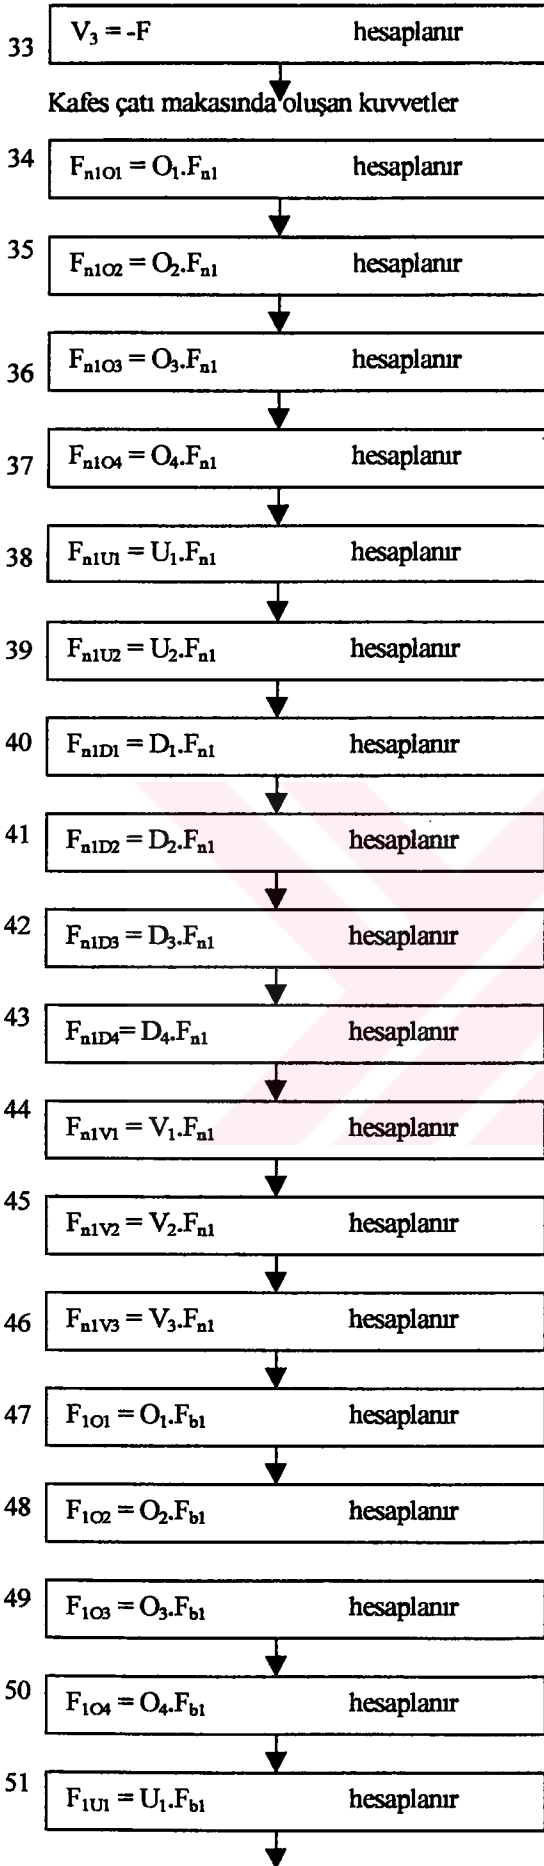 33 V₃ = -F hesaplanır
Kafes çatı makasında oluşan kuvvetler
34 Fₙ₁O₁ = O₁.Fₙ₁ hesaplanır
35 Fₙ₁O₂ = O₂.Fₙ₁ hesaplanır
36 Fₙ₁O₃ = O₃.Fₙ₁ hesaplanır
37 Fₙ₁O₄ = O₄.Fₙ₁ hesaplanır
38 Fₙ₁U₁ = U₁.Fₙ₁ hesaplanır
39 Fₙ₁U₂ = U₂.Fₙ₁ hesaplanır
40 Fₙ₁D₁ = D₁.Fₙ₁ hesaplanır
41 Fₙ₁D₂ = D₂.Fₙ₁ hesaplanır
42 Fₙ₁D₃ = D₃.Fₙ₁ hesaplanır
43 Fₙ₁D₄= D₄.Fₙ₁ hesaplanır
44 Fₙ₁V₁ = V₁.Fₙ₁ hesaplanır
45 Fₙ₁V₂ = V₂.Fₙ₁ hesaplanır
46 Fₙ₁V₃ = V₃.Fₙ₁ hesaplanır
47 F₁O₁ = O₁.Fb₁ hesaplanır
48 F₁O₂ = O₂.Fb₁ hesaplanır
49 F₁O₃ = O₃.Fb₁ hesaplanır
50 F₁O₄ = O₄.Fb₁ hesaplanır
51 F₁U₁ = U₁.Fb₁ hesaplanır